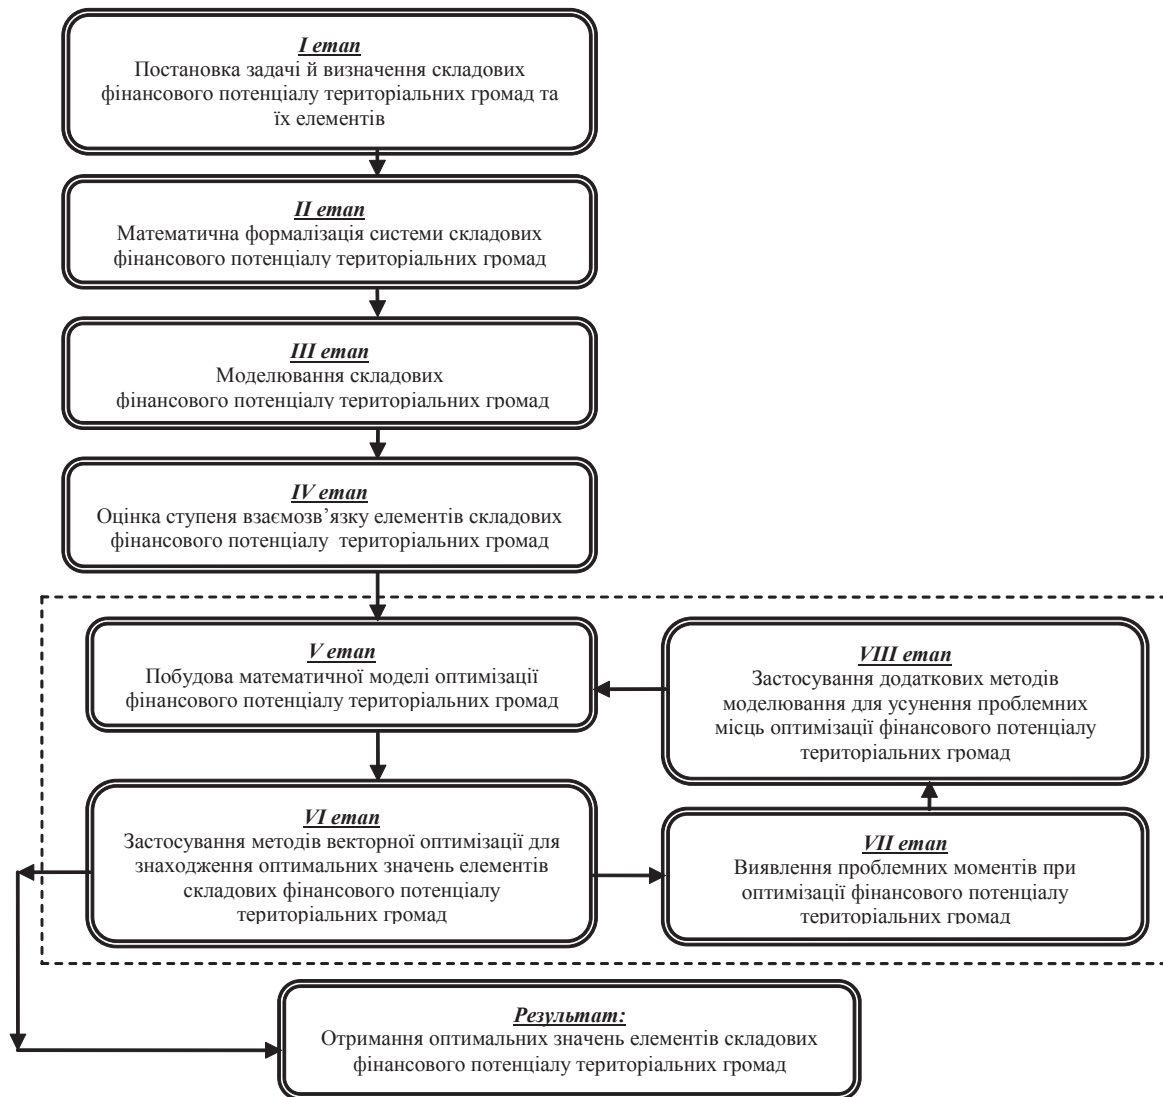 I етап
Постановка задачі й визначення складових
фінансового потенціалу територіальних громад та
їх елементів
II етап
Математична формалізація системи складових
фінансового потенціалу територіальних громад
III етап
Моделювання складових
фінансового потенціалу територіальних громад
IV етап
Оцінка ступеня взаємозв’язку елементів складових
фінансового потенціалу територіальних громад
V етап
Побудова математичної моделі оптимізації
фінансового потенціалу територіальних громад
VIII етап
Застосування додаткових методів
моделювання для усунення проблемних
місць оптимізації фінансового потенціалу
територіальних громад
VI етап
Застосування методів векторної оптимізації для
знаходження оптимальних значень елементів
складових фінансового потенціалу
територіальних громад
VII етап
Виявлення проблемних моментів при
оптимізації фінансового потенціалу
територіальних громад
Результат:
Отримання оптимальних значень елементів складових
фінансового потенціалу територіальних громад